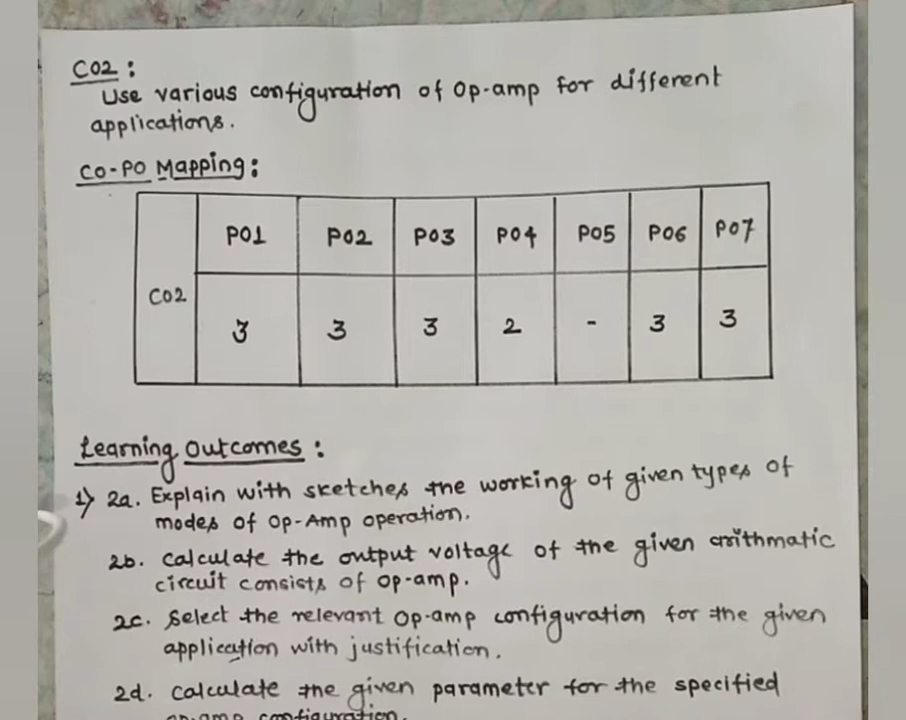 CO2 :
Use various configuration of Op-amp for different
applications.
CO-PO Mapping :
PO1 PO2 PO3 PO4 PO5 PO6 PO7
CO2
3 3 3 2 - 3 3
Learning Outcomes :
1) 2a. Explain with sketches the working of given types of
modes of Op-Amp operation.
2b. Calculate the output voltage of the given arithmatic
circuit consists of op-amp.
2c. Select the relevant Op-amp configuration for the given
application with justification.
2d. Calculate the given parameter for the specified
op-amp configuration.